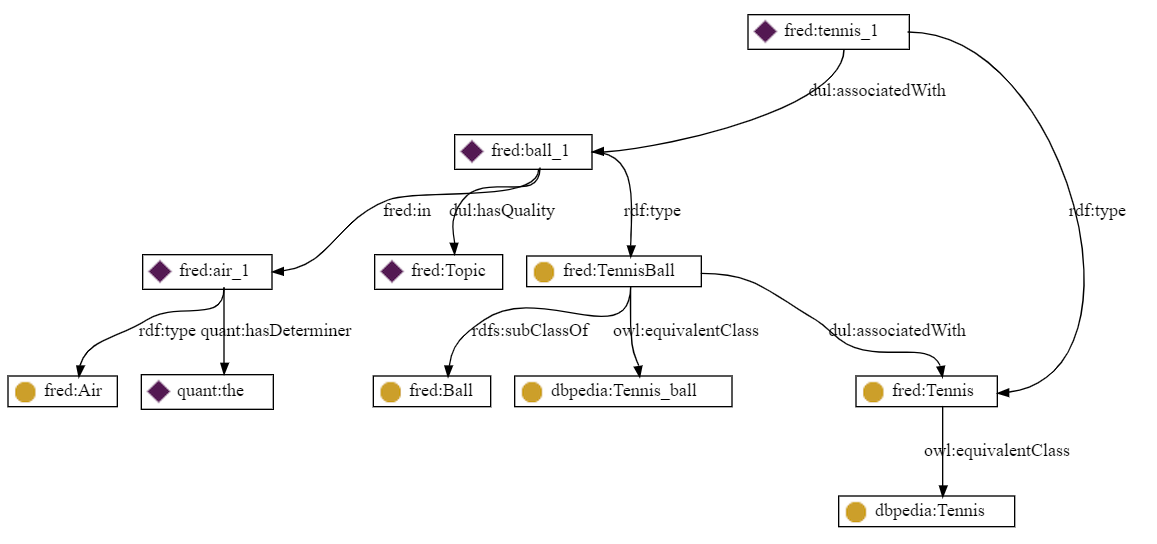 fred:tennis_1
dul:associatedWith
fred:ball_1
fred:in
dul:hasQuality
rdf:type
rdf:type
fred:air_1
fred:Topic
fred:TennisBall
rdf:type
quant:hasDeterminer
rdfs:subClassOf
owl:equivalentClass
dul:associatedWith
fred:Air
quant:the
fred:Ball
dbpedia:Tennis_ball
fred:Tennis
owl:equivalentClass
dbpedia:Tennis